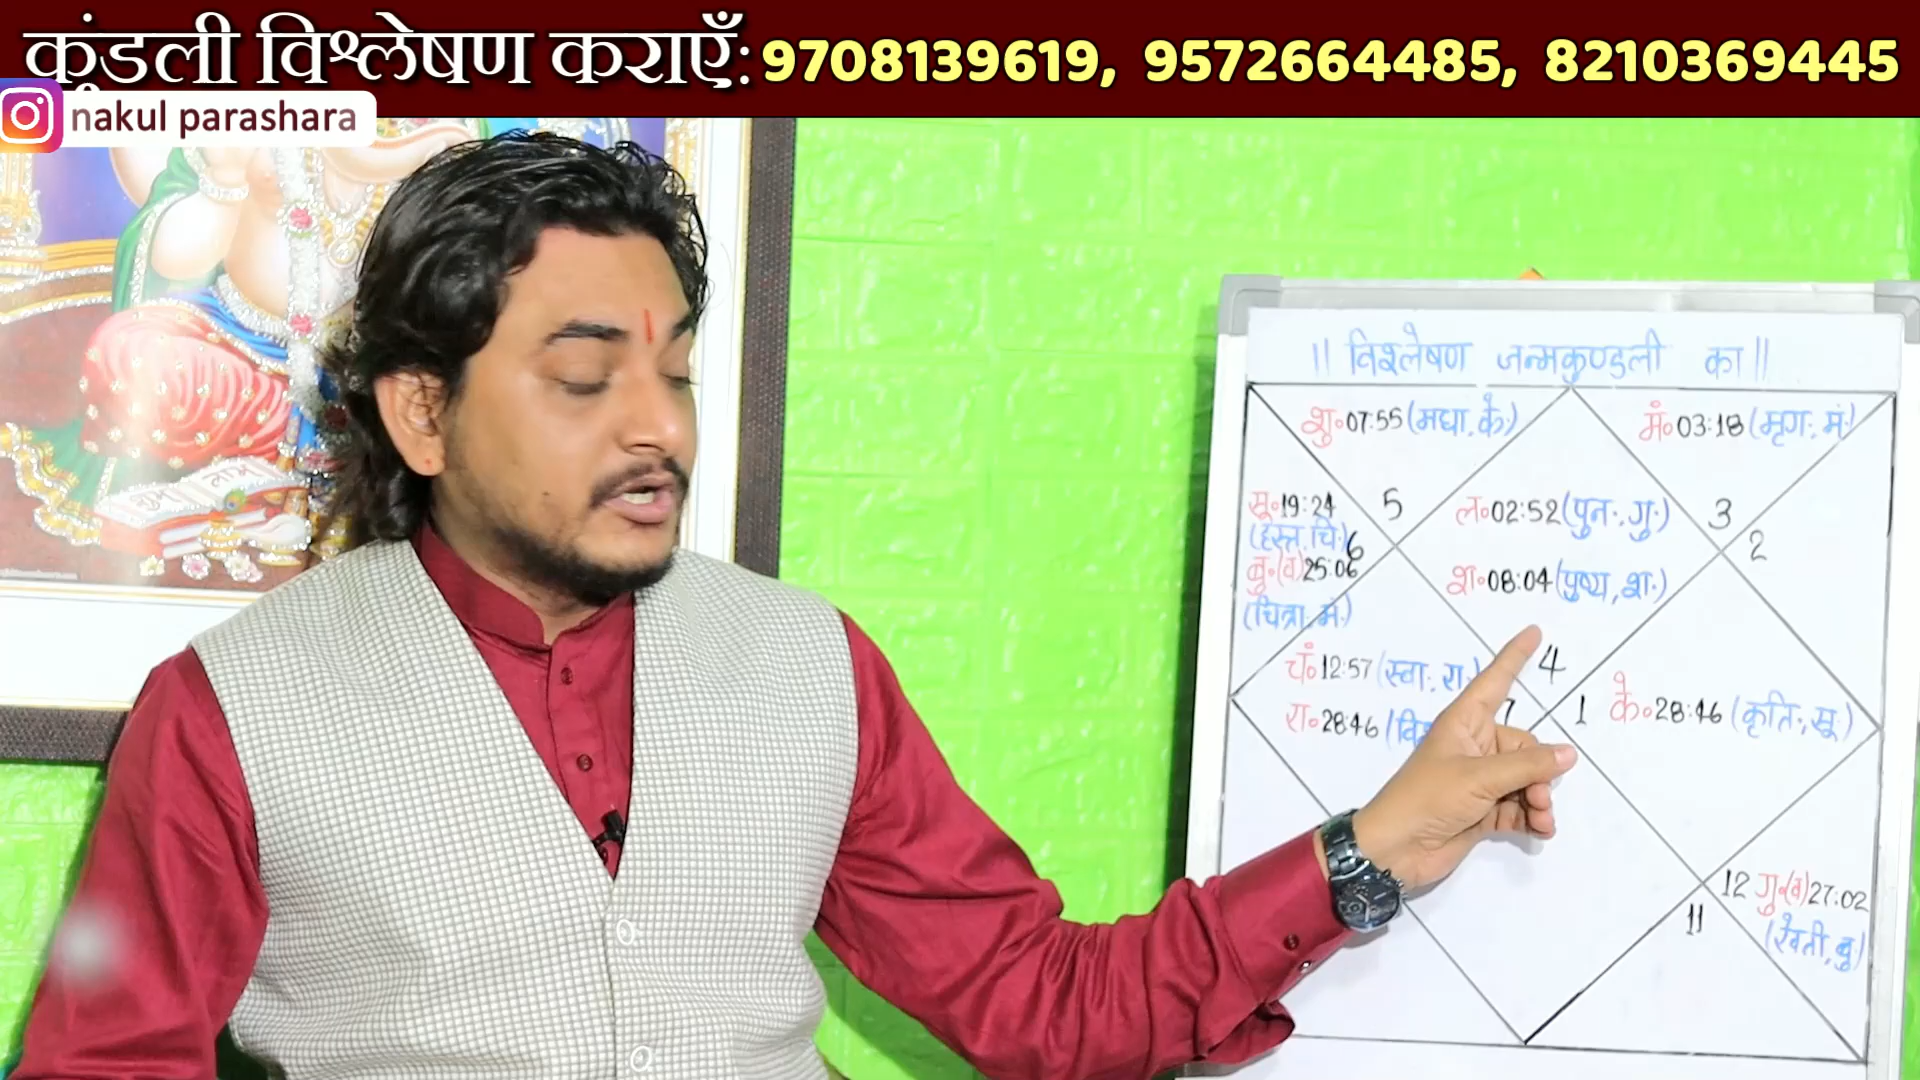 कुंडली विश्लेषण कराएँ: 9708139619, 9572664485, 8210369445
nakul parashara
|| विश्लेषण जन्मकुण्डली का ||
शु॰07:55(मघा.के:)
मं॰03:18(मृग:,मं:)
सू॰19:24
(हस्त.चि:)
6
बु॰(व)25:06
(चित्रा:मं:)
5
ल॰02:52(पुन:,गु:)
श॰08:04(पुष्य,श:)
4
3
2
चं॰12:57(स्वा:,रा:)
रा॰28:46
7
1
के॰28:46(कृति:,सू:)
12 गु॰(व)27:02
(रेवती,बु)
11